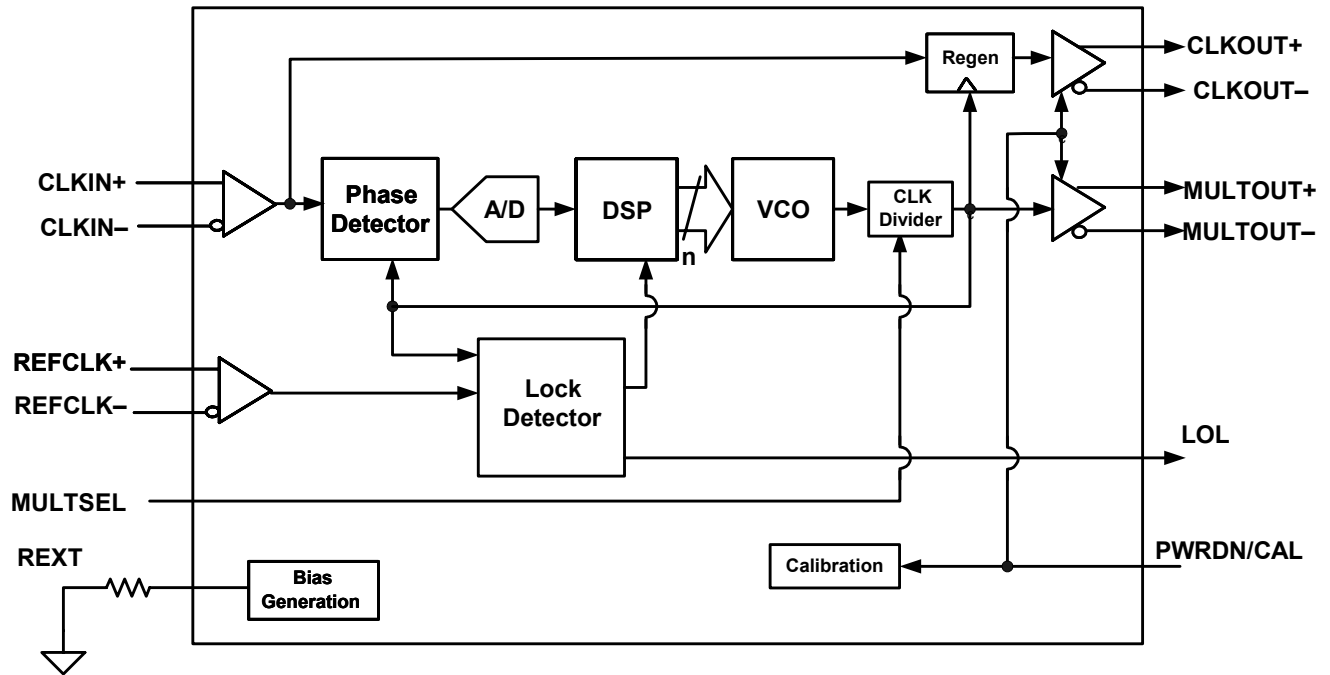 CLKOUT+
Regen
CLKOUT–
CLKIN+
Phase
Detector
A/D
DSP
VCO
CLK
Divider
MULTOUT+
CLKIN–
MULTOUT–
n
REFCLK+
REFCLK–
Lock
Detector
LOL
MULTSEL
REXT
PWRDN/CAL
Calibration
Bias
Generation